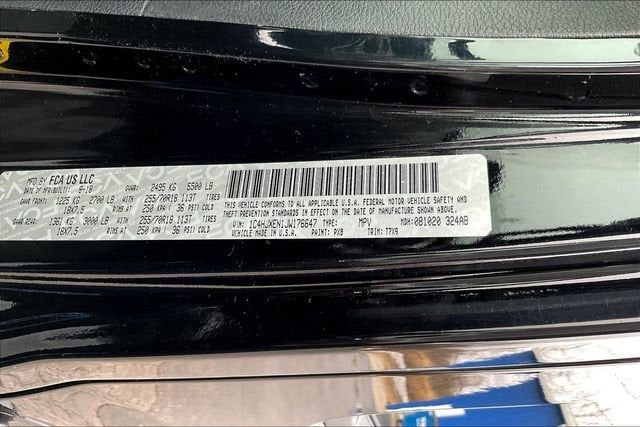 MFD BY FCA US LLC
DATE OF MFR 8-18 GVWR: 2495 KG 5500 LB
GAWR FRONT 1225 KG 2700 LB WITH 255/70R18 113T TIRES
18X7.5 RIMS AT 250 KPA ( 36 PSI) COLD
GAWR REAR: 1361 KG 3000 LB WITH 255/70R18 113T TIRES
18X7.5 RIMS AT 250 KPA ( 36 PSI) COLD
THIS VEHICLE CONFORMS TO ALL APPLICABLE U.S.A. FEDERAL MOTOR VEHICLE SAFETY AND
THEFT PREVENTION STANDARDS IN EFFECT ON THE DATE OF MANUFACTURE SHOWN ABOVE
VIN: 1C4HJXEN1JW176647 TYPE: MPV MDH: 081020 324AB
VEHICLE MADE IN U.S.A. PAINT: PX8 TRIM: T7X9